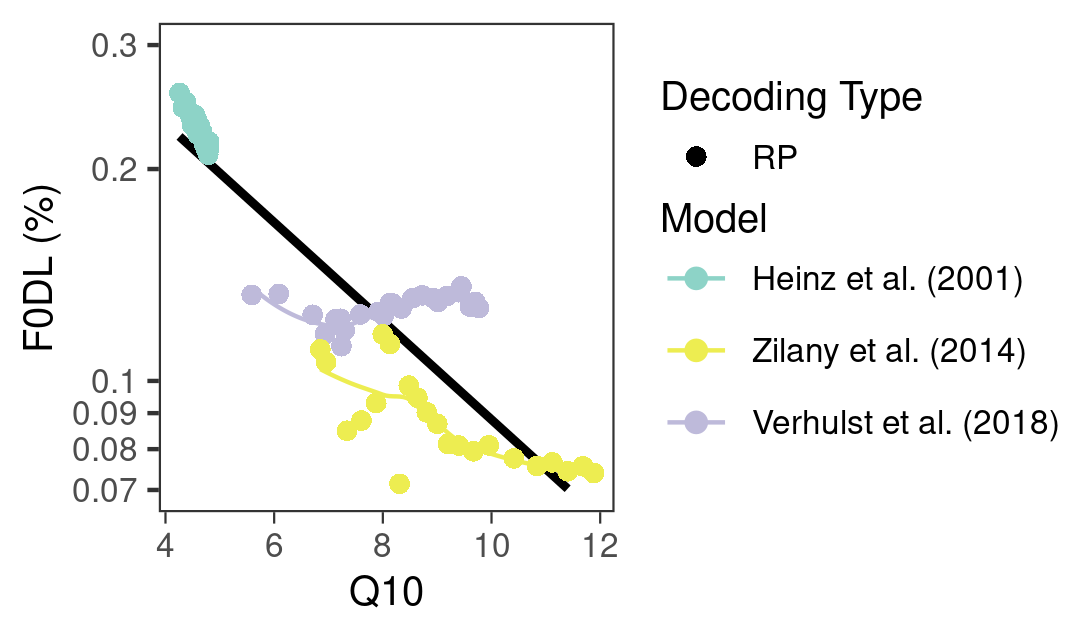 0.3
0.2
0.1
0.09
0.08
0.07
F0DL (%)
4 6 8 10 12
Q10
Decoding Type
RP
Model
Heinz et al. (2001)
Zilany et al. (2014)
Verhulst et al. (2018)